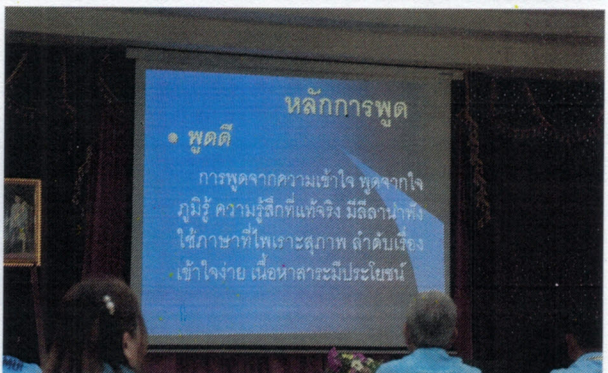 หลักการพูด
พูดดี
การพูดจากความเข้าใจ พูดจากใจ
ภูมิรู้ ความรู้สึกที่แท้จริง มีลีลาน่าทึ่ง
ใช้ภาษาที่ไพเราะสุภาพ ลำดับเรื่อง
เข้าใจง่าย เนื้อหาสาระมีประโยชน์